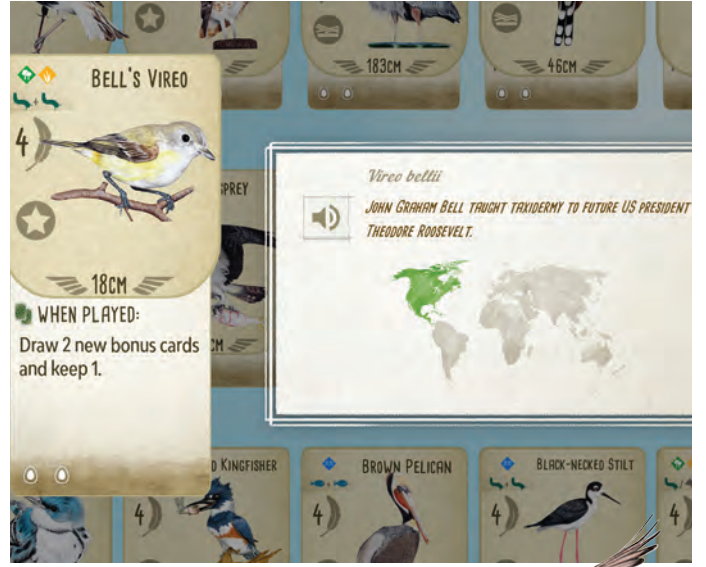 183CM
46CM
BELL'S VIREO
4
18CM
WHEN PLAYED:
Draw 2 new bonus cards
and keep 1.
PREY
CM
Vireo bellii
JOHN GRAHAM BELL TAUGHT TAXIDERMY TO FUTURE US PRESIDENT
THEODORE ROOSEVELT.
D KINGFISHER
4
BROWN PELICAN
4
BLACK-NECKED STILT
4
4